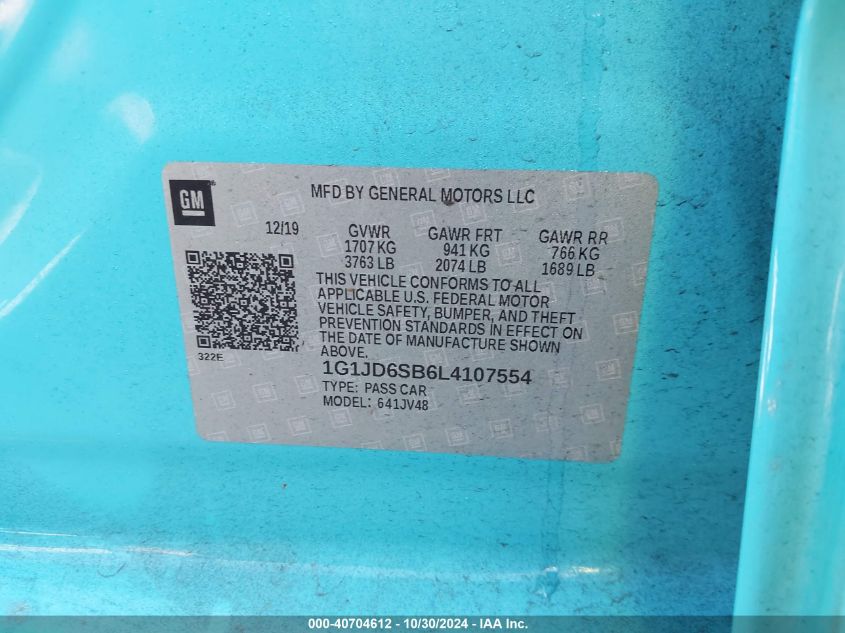 GM
MFD BY GENERAL MOTORS LLC
12/19
GVWR GAWR FRT GAWR RR
1707 KG 941 KG 766 KG
3763 LB 2074 LB 1689 LB
THIS VEHICLE CONFORMS TO ALL
APPLICABLE U.S. FEDERAL MOTOR
VEHICLE SAFETY, BUMPER, AND THEFT
PREVENTION STANDARDS IN EFFECT ON
THE DATE OF MANUFACTURE SHOWN
ABOVE.
322E
1G1JD6SB6L4107554
TYPE: PASS CAR
MODEL: 641JV48
000-40704612 - 10/30/2024 - IAA Inc.